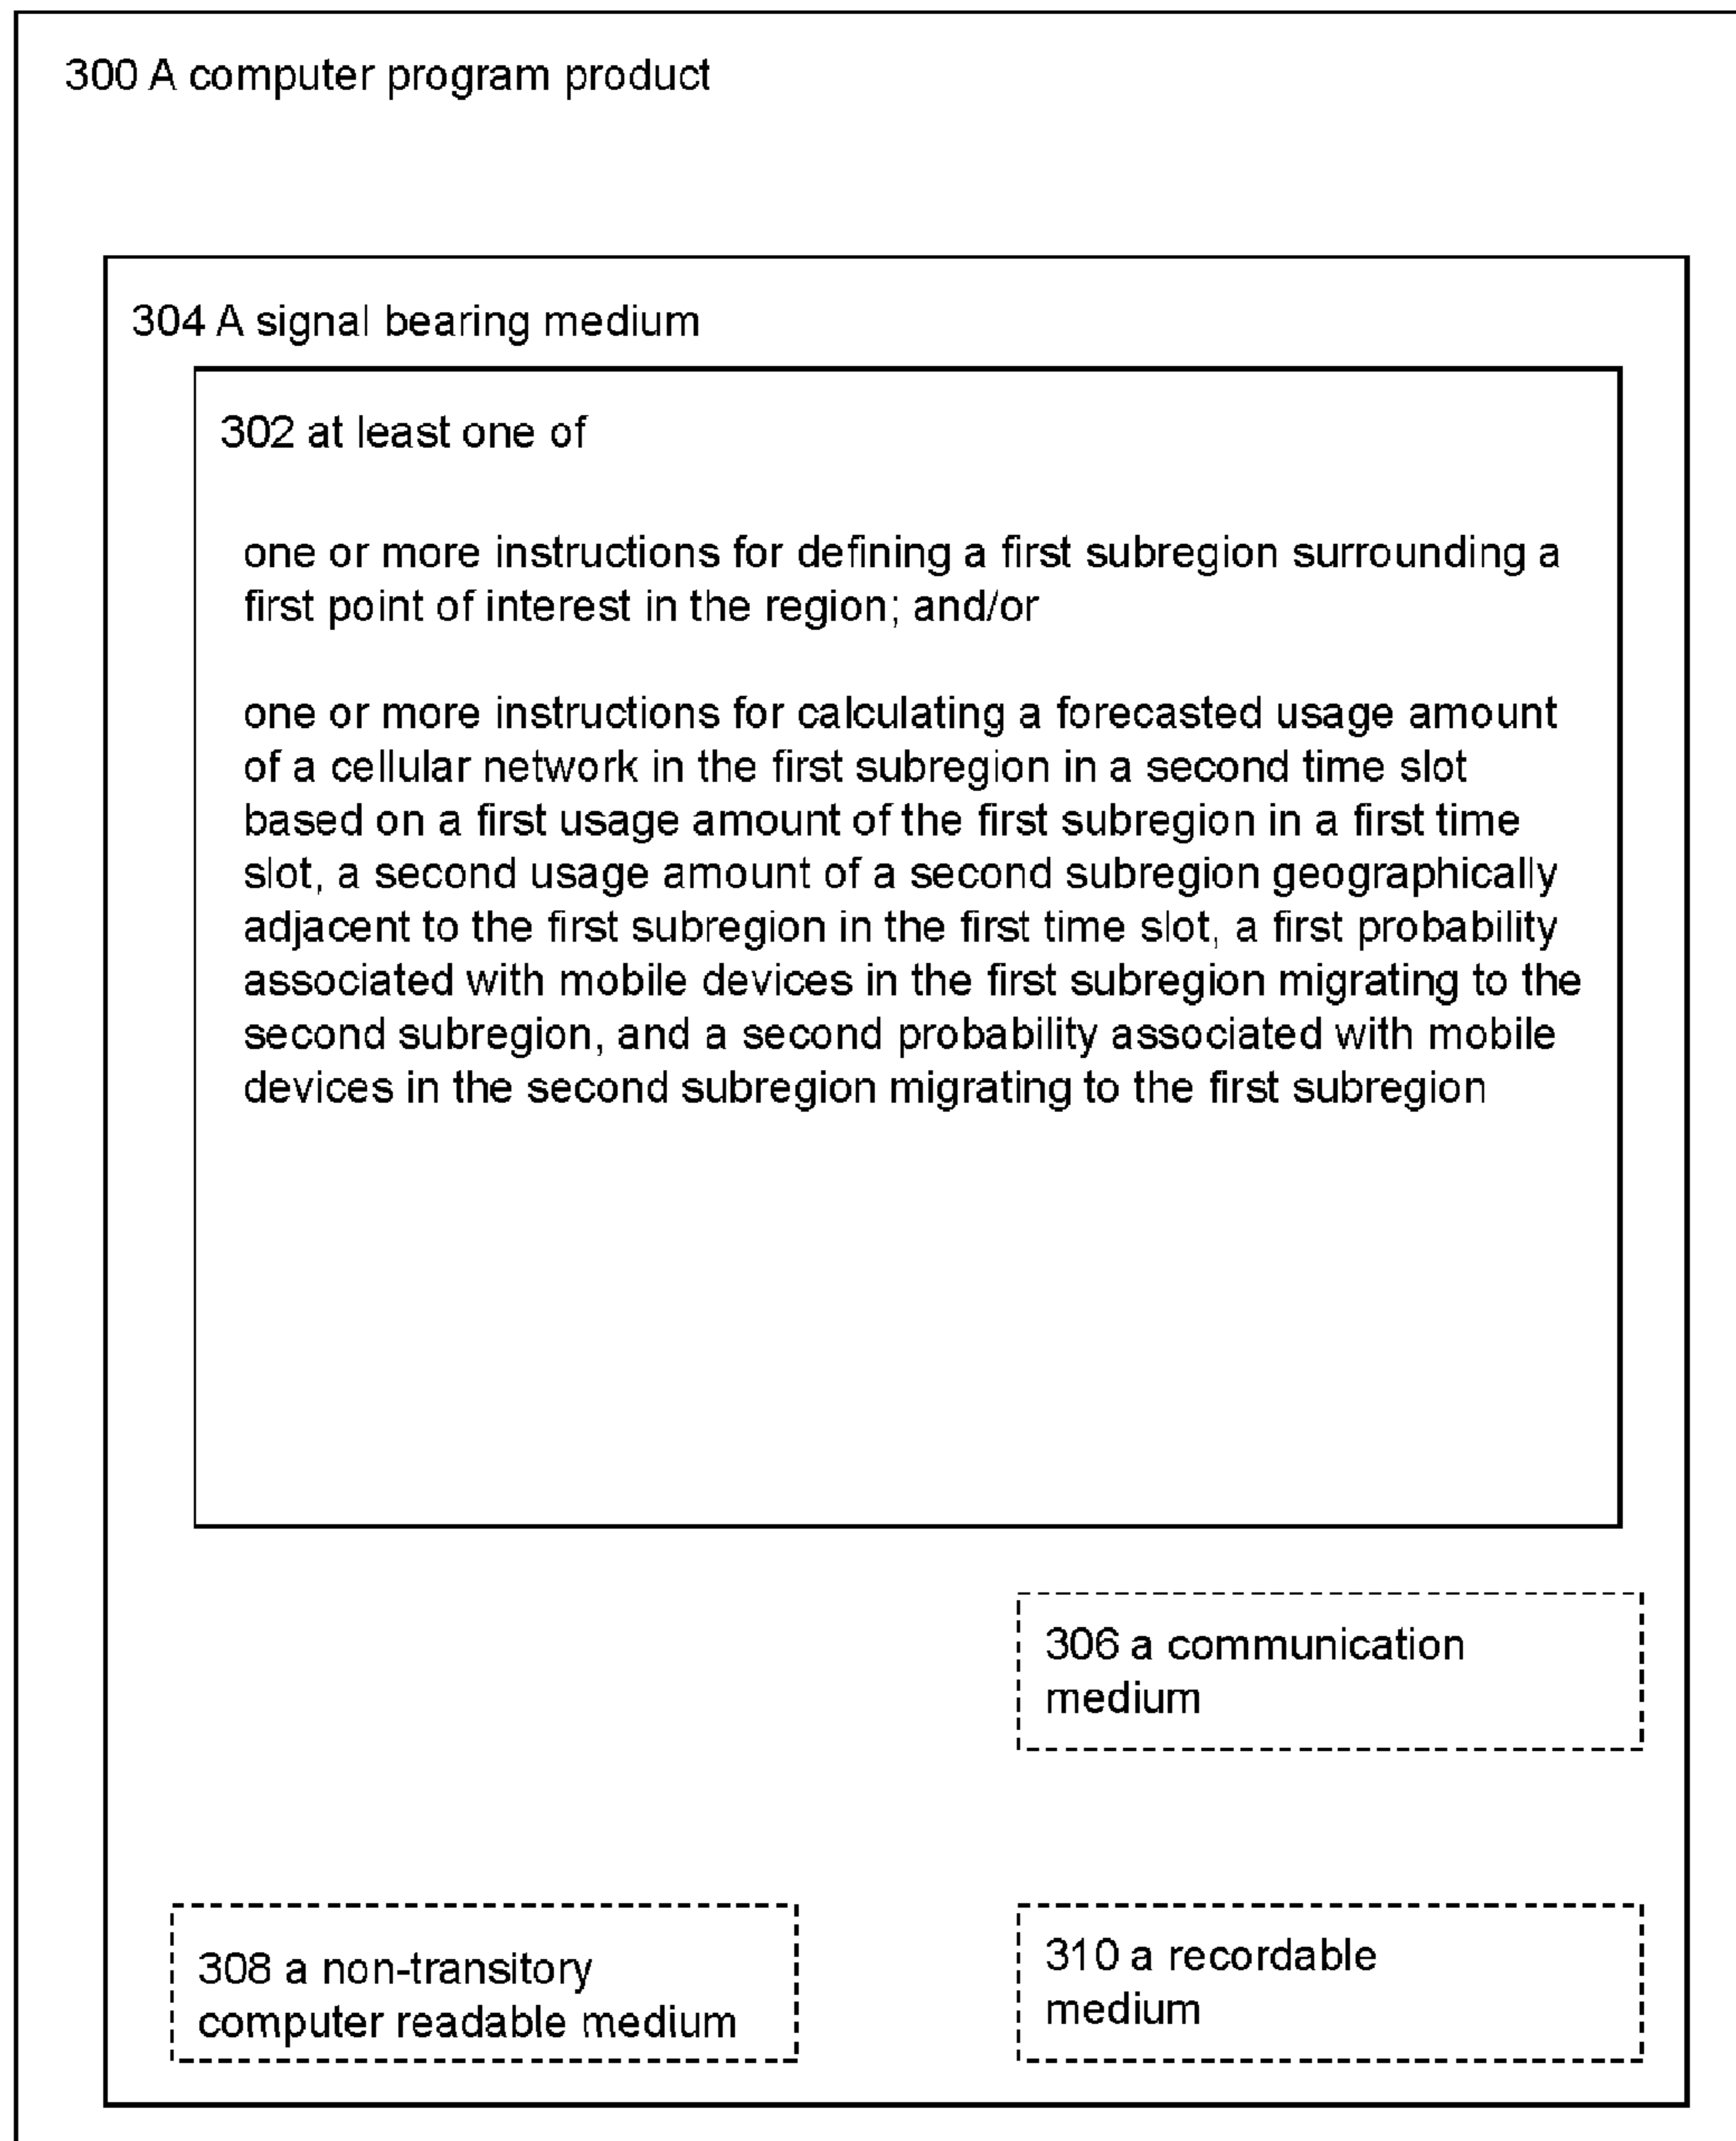 300 A computer program product
304 A signal bearing medium
302 at least one of
one or more instructions for defining a first subregion surrounding a
first point of interest in the region; and/or
one or more instructions for calculating a forecasted usage amount
of a cellular network in the first subregion in a second time slot
based on a first usage amount of the first subregion in a first time
slot, a second usage amount of a second subregion geographically
adjacent to the first subregion in the first time slot, a first probability
associated with mobile devices in the first subregion migrating to the
second subregion, and a second probability associated with mobile
devices in the second subregion migrating to the first subregion
306 a communication
medium
308 a non-transitory
computer readable medium
310 a recordable
medium